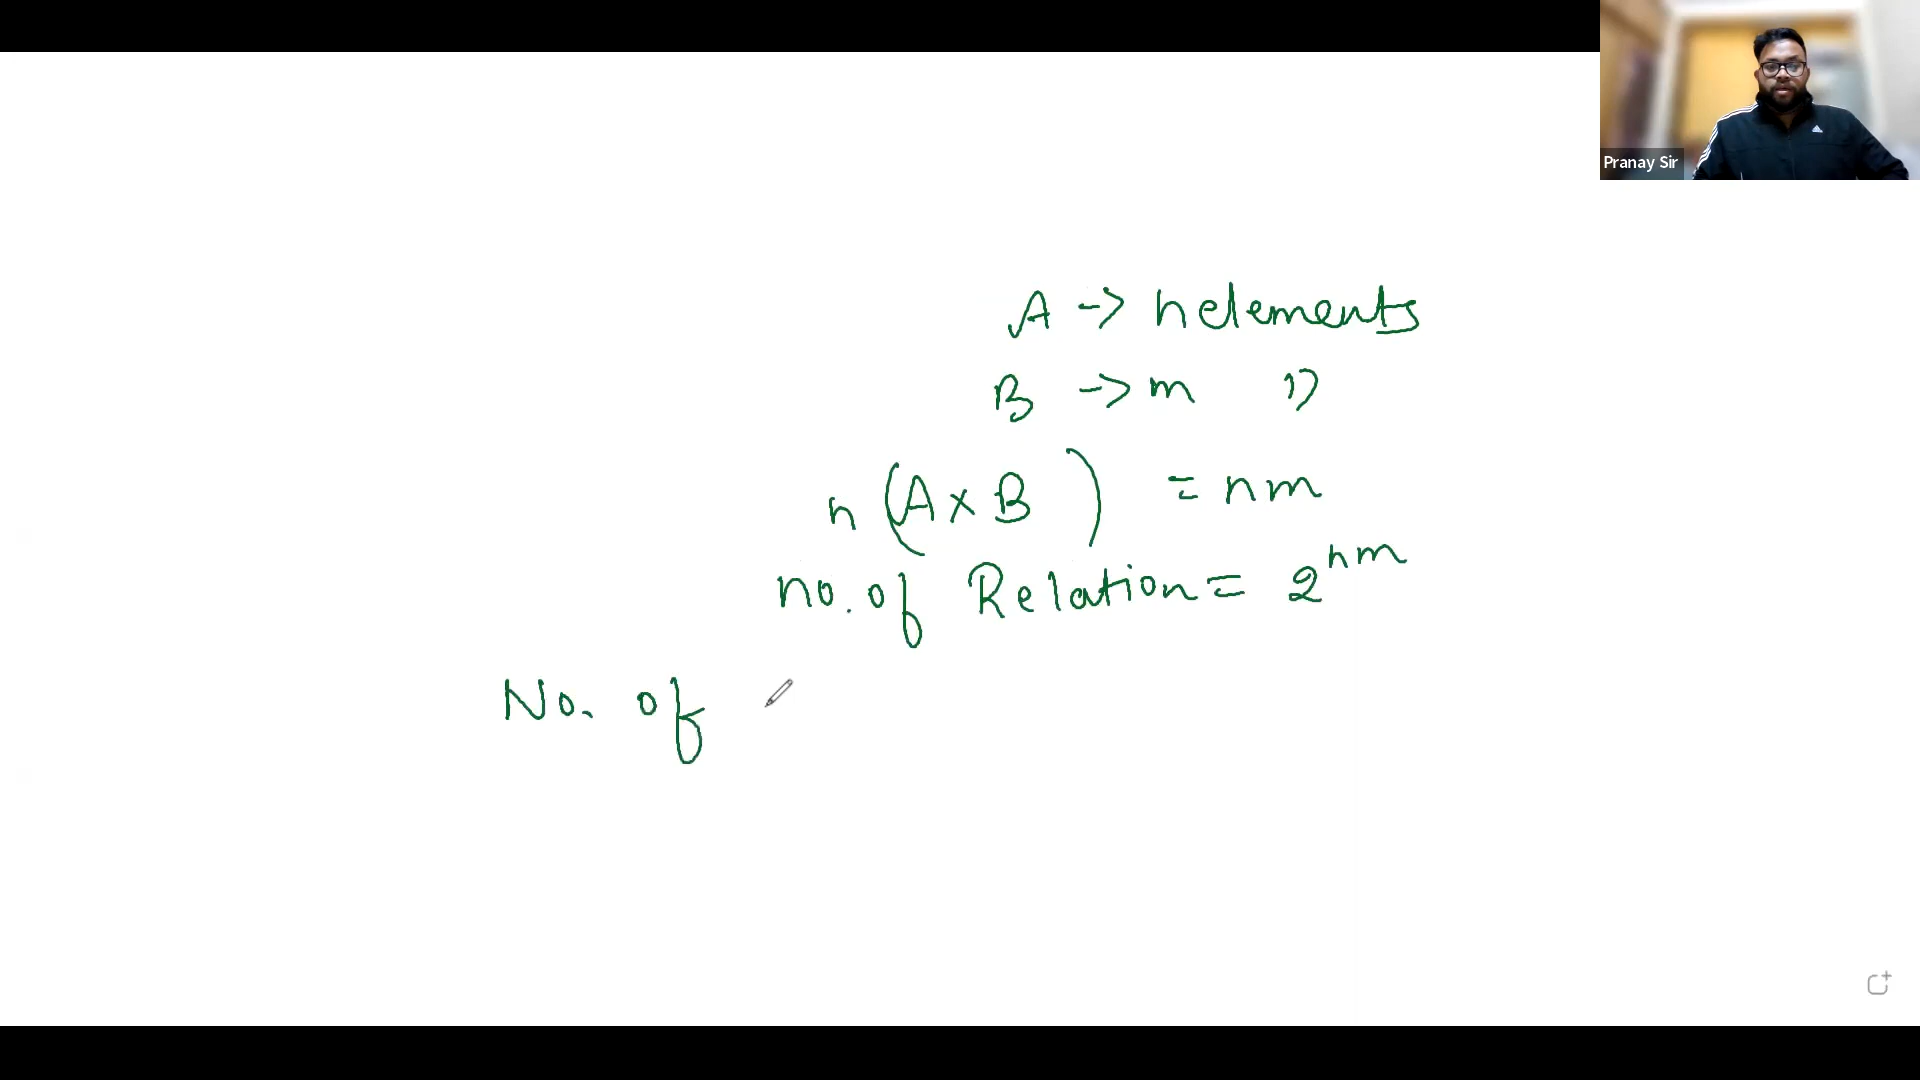 Pranay Sir
A -> n elements
B -> m ''
n (A x B) = nm
no. of Relation = 2^nm
No. of